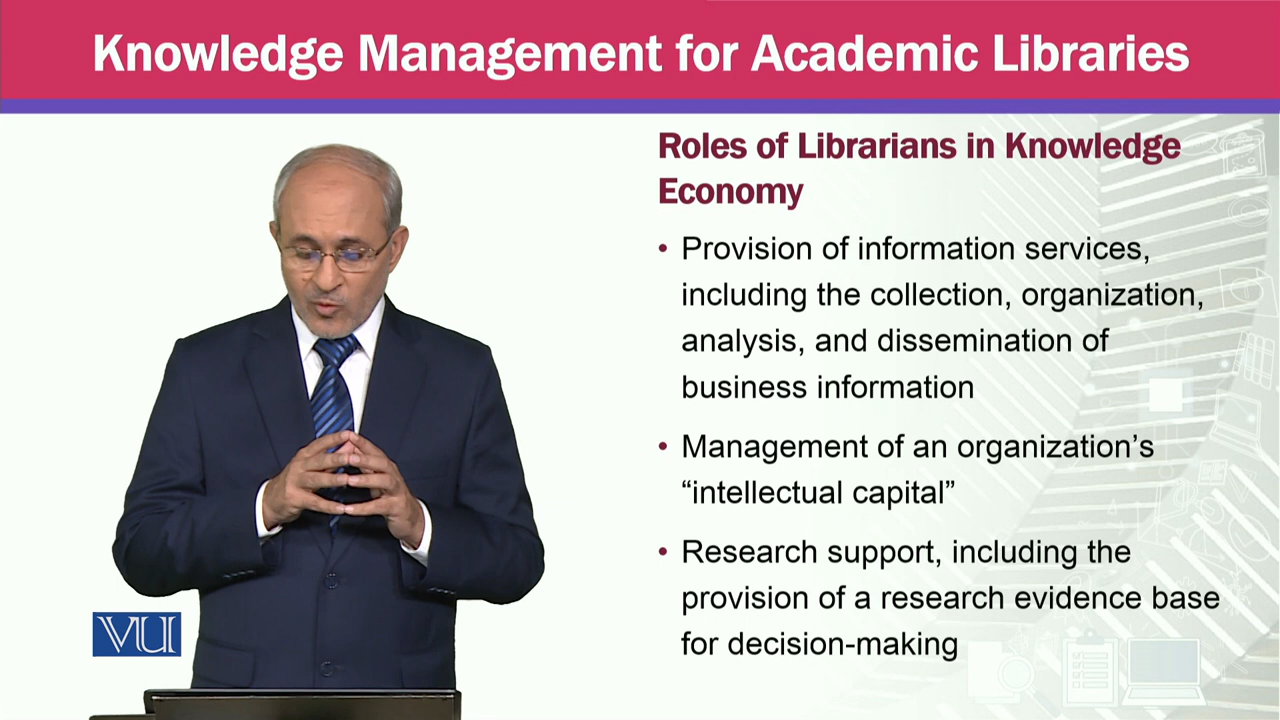 Knowledge Management for Academic Libraries
Roles of Librarians in Knowledge
Economy
• Provision of information services,
including the collection, organization,
analysis, and dissemination of
business information
• Management of an organization’s
“intellectual capital”
• Research support, including the
provision of a research evidence base
for decision-making
VU